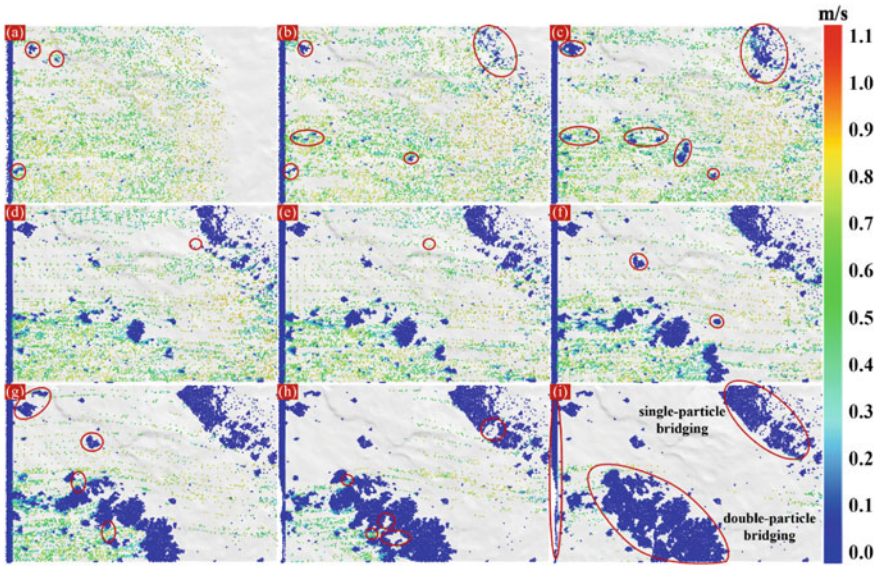 m/s
(a)
(b)
(c)
1.1
1.0
0.9
0.8
0.7
(d)
(e)
(f)
0.6
0.5
0.4
(g)
(h)
(i)
0.3
single-particle
bridging
0.2
0.1
double-particle
bridging
0.0